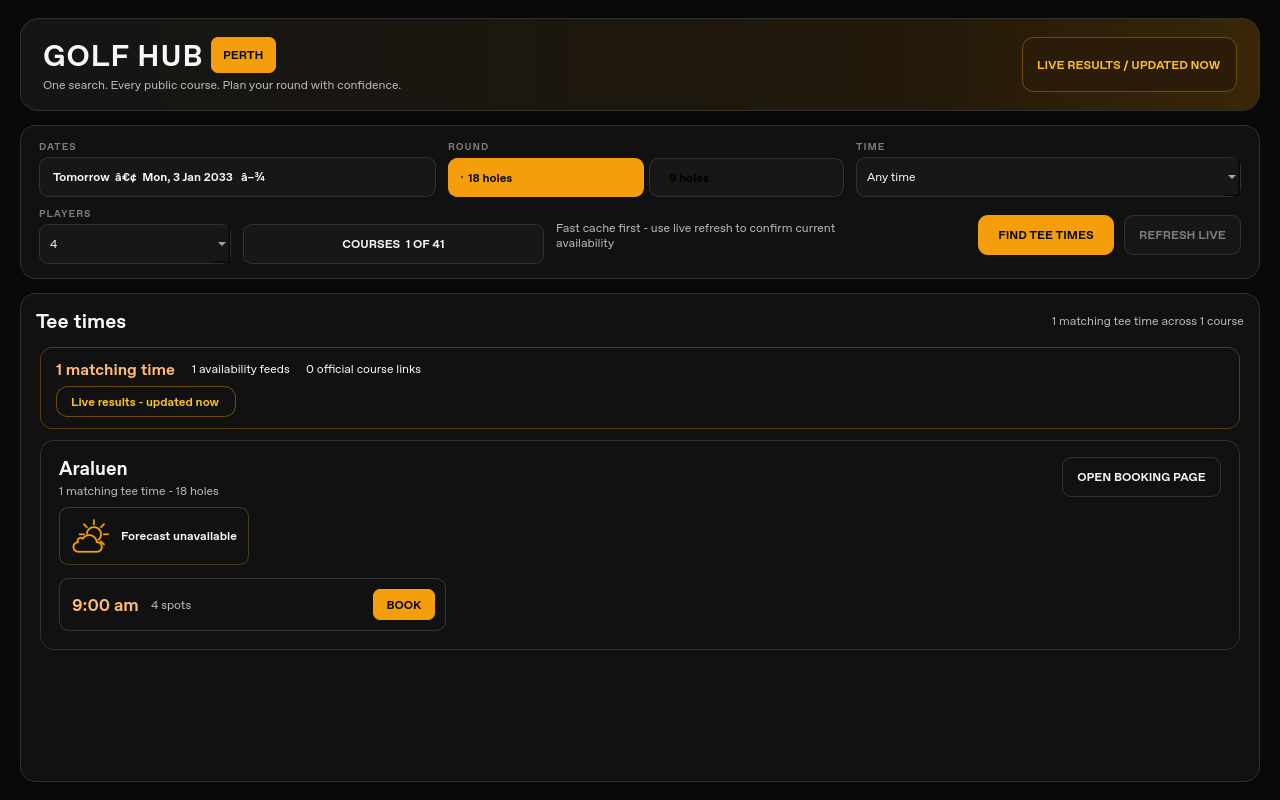 GOLF HUB PERTH
One search. Every public course. Plan your round with confidence.
LIVE RESULTS / UPDATED NOW
DATES
Tomorrow â€¢ Mon, 3 Jan 2033 â–¾
ROUND
· 18 holes
9 holes
TIME
Any time
PLAYERS
4
COURSES 1 OF 41
Fast cache first - use live refresh to confirm current
availability
FIND TEE TIMES
REFRESH LIVE
Tee times
1 matching tee time across 1 course
1 matching time 1 availability feeds 0 official course links
Live results - updated now
Araluen
1 matching tee time - 18 holes
OPEN BOOKING PAGE
Forecast unavailable
9:00 am 4 spots BOOK